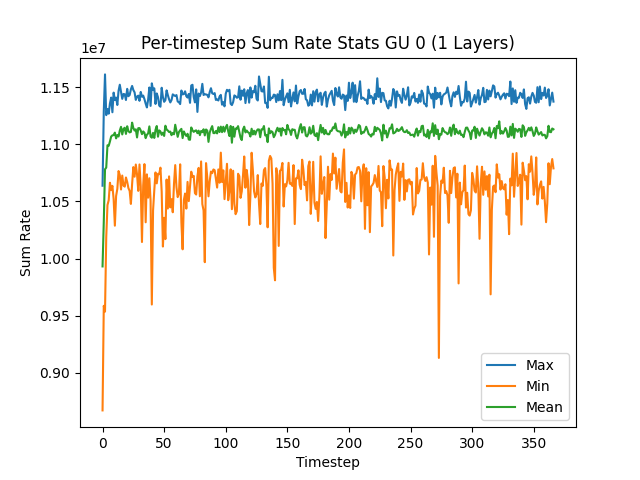 Per-timestep Sum Rate Stats GU 0 (1 Layers)
1e7
1.15
1.10
1.05
1.00
0.95
0.90
Sum Rate
0 50 100 150 200 250 300 350
Timestep
Max
Min
Mean